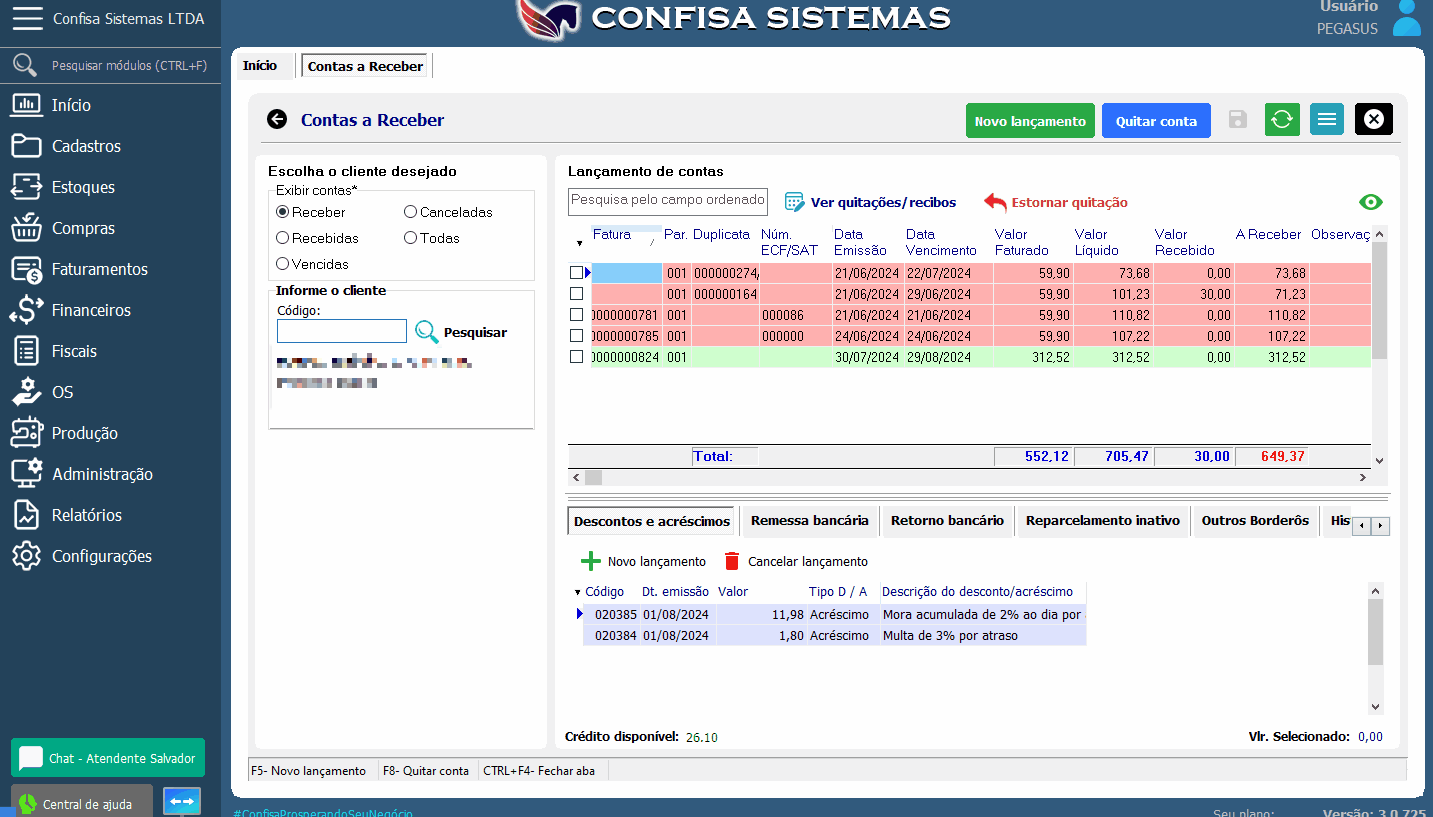 Confisa Sistemas LTDA
CONFISA SISTEMAS
Usuário
PEGASUS
Pesquisar módulos (CTRL+F)
Início
Cadastros
Estoques
Compras
Faturamentos
Financeiros
Fiscais
OS
Produção
Administração
Relatórios
Configurações
Chat - Atendente Salvador
Central de ajuda
Início
Contas a Receber
Contas a Receber
Novo lançamento
Quitar conta
Escolha o cliente desejado
Exibir contas*
Receber
Canceladas
Recebidas
Todas
Vencidas
Informe o cliente
Código:
Pesquisar
Lançamento de contas
Pesquisa pelo campo ordenado
Ver quitações/recibos
Estornar quitação
Fatura Par. Duplicata Núm. ECF/SAT Data Emissão Data Vencimento Valor Faturado Valor Líquido Valor Recebido A Receber Observaç
001 000000274/ 21/06/2024 22/07/2024 59,90 73,68 0,00 73,68
001 000000164 21/06/2024 29/06/2024 59,90 101,23 30,00 71,23
0000000781 001 000086 21/06/2024 21/06/2024 59,90 110,82 0,00 110,82
0000000785 001 000000 24/06/2024 24/06/2024 59,90 107,22 0,00 107,22
0000000824 001 30/07/2024 29/08/2024 312,52 312,52 0,00 312,52
Total: 552,12 705,47 30,00 649,37
Descontos e acréscimos
Remessa bancária
Retorno bancário
Reparcelamento inativo
Outros Borderôs
His
Novo lançamento
Cancelar lançamento
Código Dt. emissão Valor Tipo D / A Descrição do desconto/acréscimo
020385 01/08/2024 11,98 Acréscimo Mora acumulada de 2% ao dia por
020384 01/08/2024 1,80 Acréscimo Multa de 3% por atraso
Crédito disponível: 26.10
Vlr. Selecionado: 0,00
F5- Novo lançamento
F8- Quitar conta
CTRL+F4- Fechar aba
#ConfisaProsperandoSeuNegócio
Seu plano:
Versão: 3.0.725